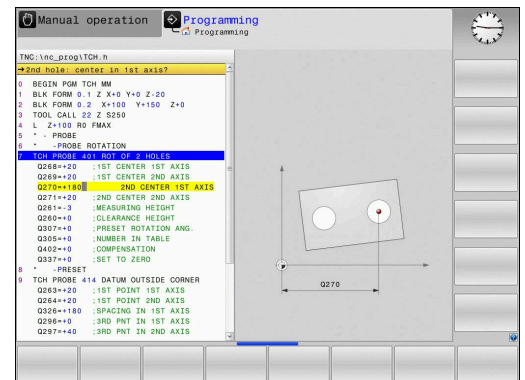 Manual operation
Programming
Programming
TNC:\nc_prog\TCH.h
→2nd hole: center in 1st axis?
0 BEGIN PGM TCH MM
1 BLK FORM 0.1 Z X+0 Y+0 Z-20
2 BLK FORM 0.2 X+100 Y+150 Z+0
3 TOOL CALL 22 Z S250
4 L Z+100 R0 FMAX
5 * - PROBE
6 * -PROBE ROTATION
7 TCH PROBE 401 ROT OF 2 HOLES
Q268=+20 ;1ST CENTER 1ST AXIS
Q269=+20 ;1ST CENTER 2ND AXIS
Q270=+180 2ND CENTER 1ST AXIS
Q271=+20 ;2ND CENTER 2ND AXIS
Q261=-3 ;MEASURING HEIGHT
Q260=+0 ;CLEARANCE HEIGHT
Q307=+0 ;PRESET ROTATION ANG.
Q305=+0 ;NUMBER IN TABLE
Q402=+0 ;COMPENSATION
Q337=+0 ;SET TO ZERO
8 * -PRESET
9 TCH PROBE 414 DATUM OUTSIDE CORNER
Q263=+20 ;1ST POINT 1ST AXIS
Q264=+20 ;1ST POINT 2ND AXIS
Q326=+180 ;SPACING IN 1ST AXIS
Q296=+0 ;3RD PNT IN 1ST AXIS
Q297=+40 ;3RD PNT IN 2ND AXIS
Q270